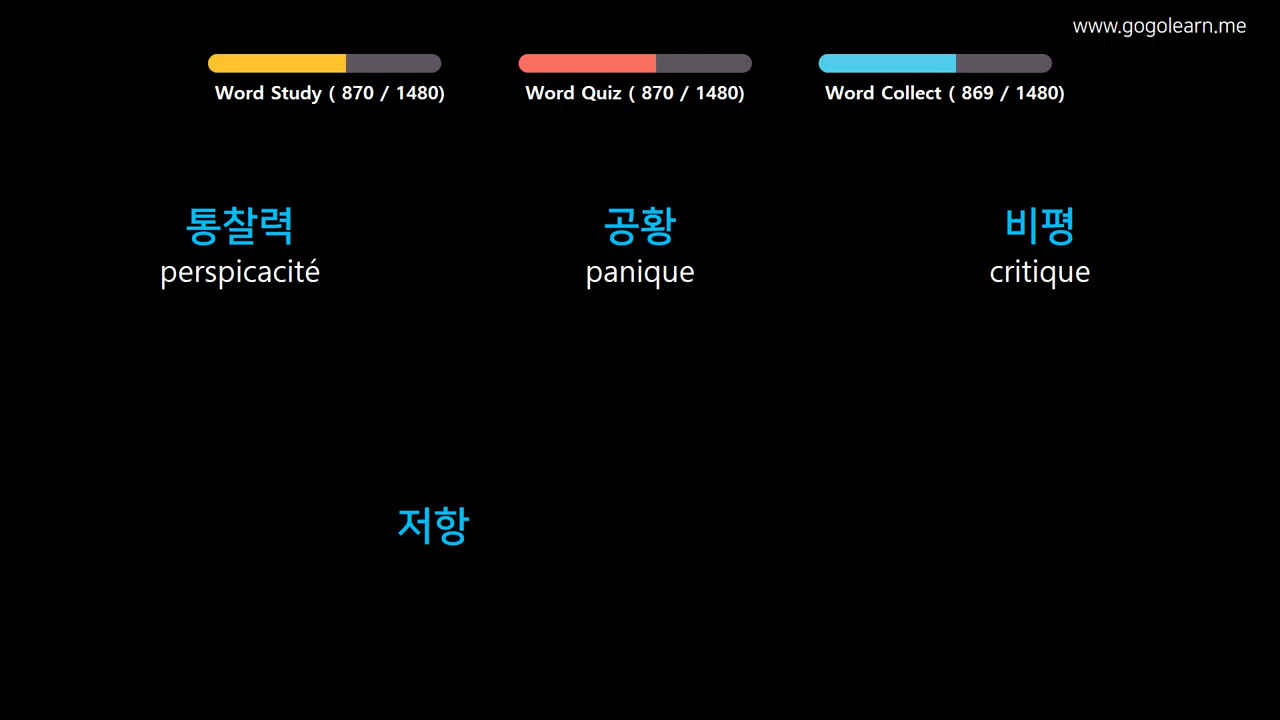 www.gogolearn.me
Word Study ( 870 / 1480)
Word Quiz ( 870 / 1480)
Word Collect ( 869 / 1480)
통찰력
공황
비평
perspicacité
panique
critique
저항